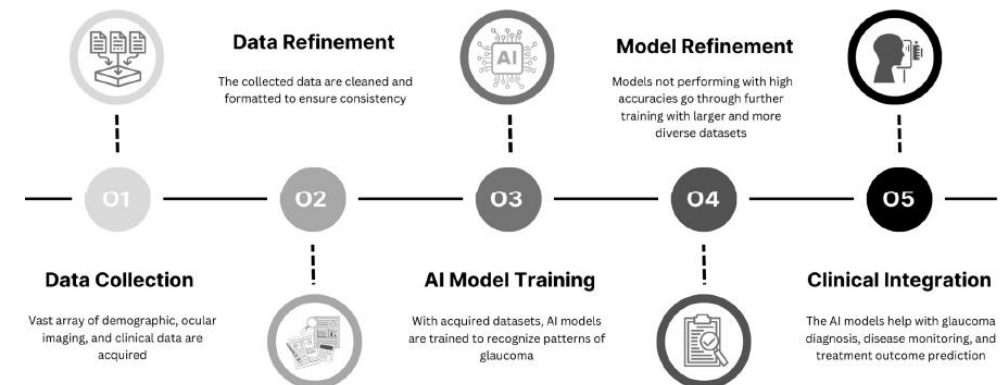 01
Data Collection
Vast array of demographic, ocular
imaging, and clinical data are
acquired
Data Refinement
The collected data are cleaned and
formatted to ensure consistency
02
AI
03
AI Model Training
With acquired datasets, AI models
are trained to recognize patterns of
glaucoma
Model Refinement
Models not performing with high
accuracies go through further
training with larger and more
diverse datasets
04
05
Clinical Integration
The AI models help with glaucoma
diagnosis, disease monitoring, and
treatment outcome prediction